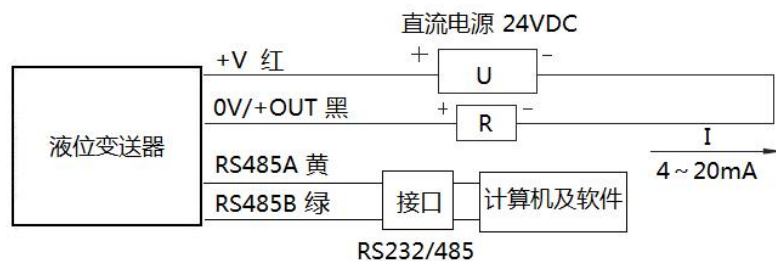 直流电源 24VDC
+V 红
+
U
−
0V/+OUT 黑
+
R
−
液位变送器
I
4～20mA
RS485A 黄
RS485B 绿
接口
计算机及软件
RS232/485